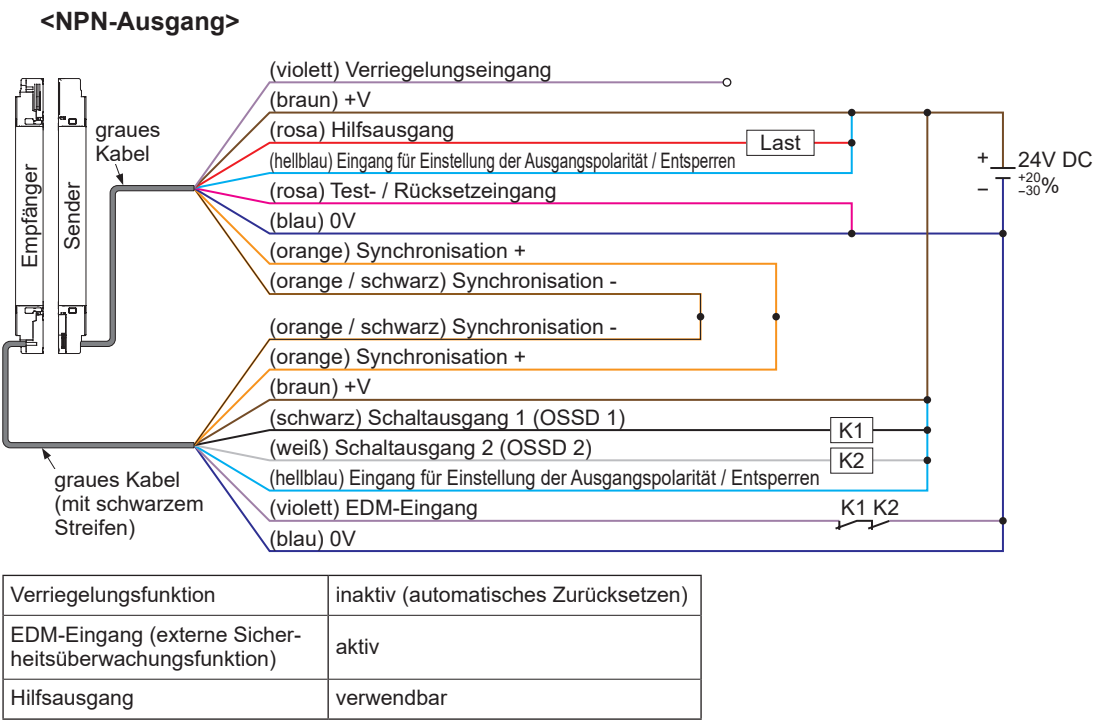 <NPN-Ausgang>
Empfänger
Sender
graues
Kabel
(violett) Verriegelungseingang
(braun) +V
(rosa) Hilfsausgang
Last
(hellblau) Eingang für Einstellung der Ausgangspolarität / Entsperren
(rosa) Test- / Rücksetzeingang
(blau) 0V
(orange) Synchronisation +
(orange / schwarz) Synchronisation -
+
−
24V DC
+20
−30%
(orange / schwarz) Synchronisation -
(orange) Synchronisation +
(braun) +V
(schwarz) Schaltausgang 1 (OSSD 1)
K1
(weiß) Schaltausgang 2 (OSSD 2)
K2
(hellblau) Eingang für Einstellung der Ausgangspolarität / Entsperren
(violett) EDM-Eingang
K1 K2
(blau) 0V
graues Kabel
(mit schwarzem
Streifen)
Verriegelungsfunktion
inaktiv (automatisches Zurücksetzen)
EDM-Eingang (externe Sicher-
heitsüberwachungsfunktion)
aktiv
Hilfsausgang
verwendbar